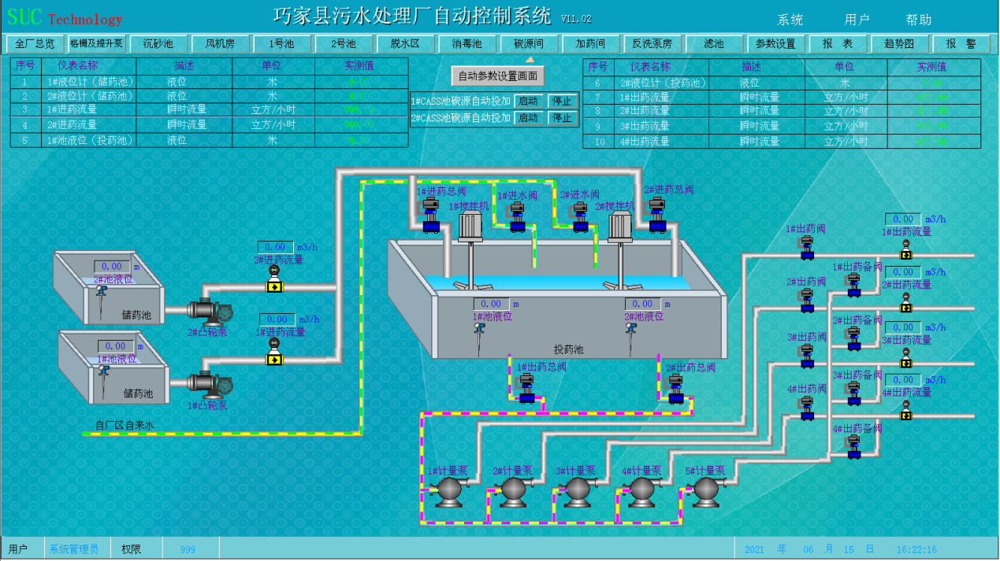 SUC Technology 巧家县污水处理厂自动控制系统 V11.02 系统 用户 帮助
全厂总览 格栅及提升泵 沉砂池 风机房 1号池 2号池 脱水区 消毒池 碳源间 加药间 反洗泵房 滤池 参数设置 报 表 趋势图 报 警
序号 仪表名称 描述 单位 实测值
1 1#液位计（储药池） 液位 米 0.00
2 2#液位计（储药池） 液位 米 0.00
3 1#进药流量 瞬时流量 立方/小时
4 2#进药流量 瞬时流量 立方/小时
5 1#池液位（投药池） 液位 米 0.00
自动参数设置画面
1#CASS池碳源自动投加 启动 停止
2#CASS池碳源自动投加 启动 停止
序号 仪表名称 描述 单位 实测值
6 2#液位计（投药池） 液位 米
7 1#出药流量 瞬时流量 立方/小时
8 2#出药流量 瞬时流量 立方/小时
9 3#出药流量 瞬时流量 立方/小时
10 4#出药流量 瞬时流量 立方/小时
1#进药总阀 1#搅拌机 1#进水阀 2#进水阀 2#搅拌机 2#进药总阀
0.00 m3/h
2#进药流量
0.00 m
2#池液位
储药池
2#凸轮泵
0.00 m3/h
1#进药流量
0.00 m
1#池液位
储药池
1#凸轮泵
自厂区自来水
0.00 m
1#池液位
0.00 m
2#池液位
投药池
1#出药总阀 2#出药总阀
1#计量泵 2#计量泵 3#计量泵 4#计量泵 5#计量泵
1#出药阀
0.00 m3/h
1#出药流量
1#出药备阀
2#出药阀
0.00 m3/h
2#出药流量
2#出药备阀
3#出药阀
0.00 m3/h
3#出药流量
3#出药备阀
4#出药阀
0.00 m3/h
4#出药流量
4#出药备阀
用户 系统管理员 权限 999 2021 年 06 月 15 日 16:22:16